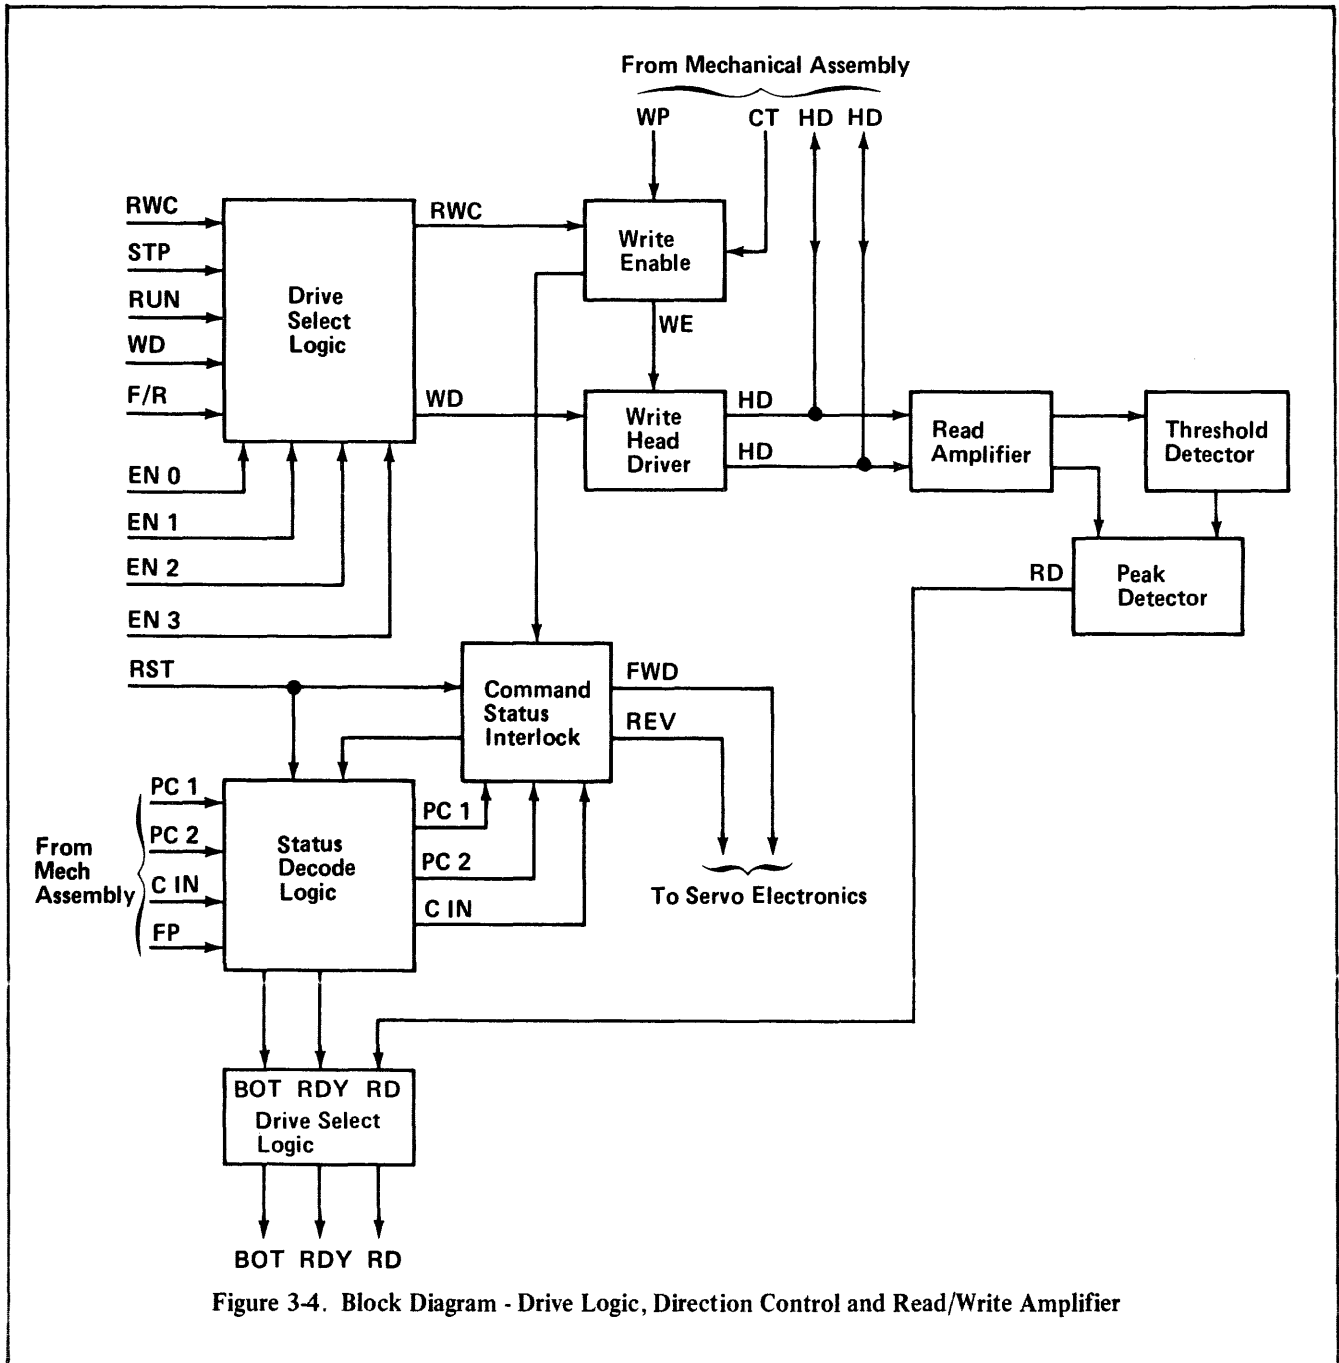 From Mechanical Assembly
WP
CT
HD
HD
RWC
STP
RUN
WD
F/R
Drive
Select
Logic
RWC
Write
Enable
WE
WD
Write
Head
Driver
HD
HD
Read
Amplifier
Threshold
Detector
EN 0
EN 1
EN 2
EN 3
RD
Peak
Detector
RST
Command
Status
Interlock
FWD
REV
To Servo Electronics
From
Mech
Assembly
PC 1
PC 2
C IN
FP
Status
Decode
Logic
PC 1
PC 2
C IN
BOT RDY RD
Drive Select
Logic
BOT RDY RD
Figure 3-4. Block Diagram - Drive Logic, Direction Control and Read/Write Amplifier